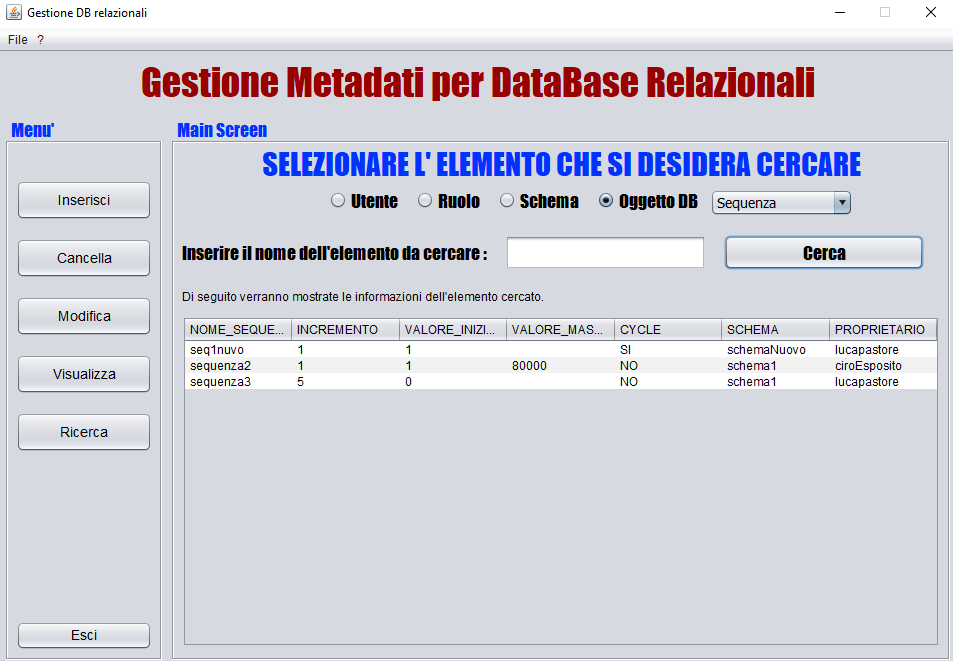 Gestione DB relazionali
File ?
Gestione Metadati per DataBase Relazionali
Menu'
Main Screen
SELEZIONARE L' ELEMENTO CHE SI DESIDERA CERCARE
Utente Ruolo Schema Oggetto DB Sequenza
Inserire il nome dell'elemento da cercare : Cerca
Di seguito verranno mostrate le informazioni dell'elemento cercato.
NOME_SEQUE... INCREMENTO VALORE_INIZI... VALORE_MAS... CYCLE SCHEMA PROPRIETARIO
seq1nuvo 1 1 SI schemaNuovo lucapastore
sequenza2 1 1 80000 NO schema1 ciroEsposito
sequenza3 5 0 NO schema1 lucapastore
Inserisci
Cancella
Modifica
Visualizza
Ricerca
Esci